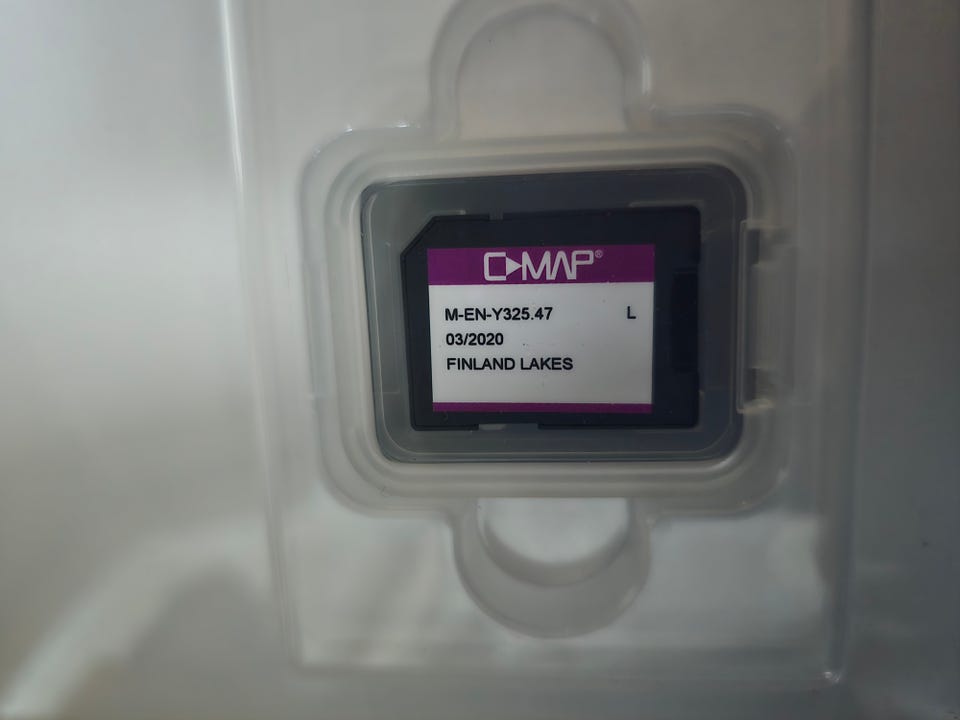 C-MAP®
M-EN-Y325.47 L
03/2020
FINLAND LAKES